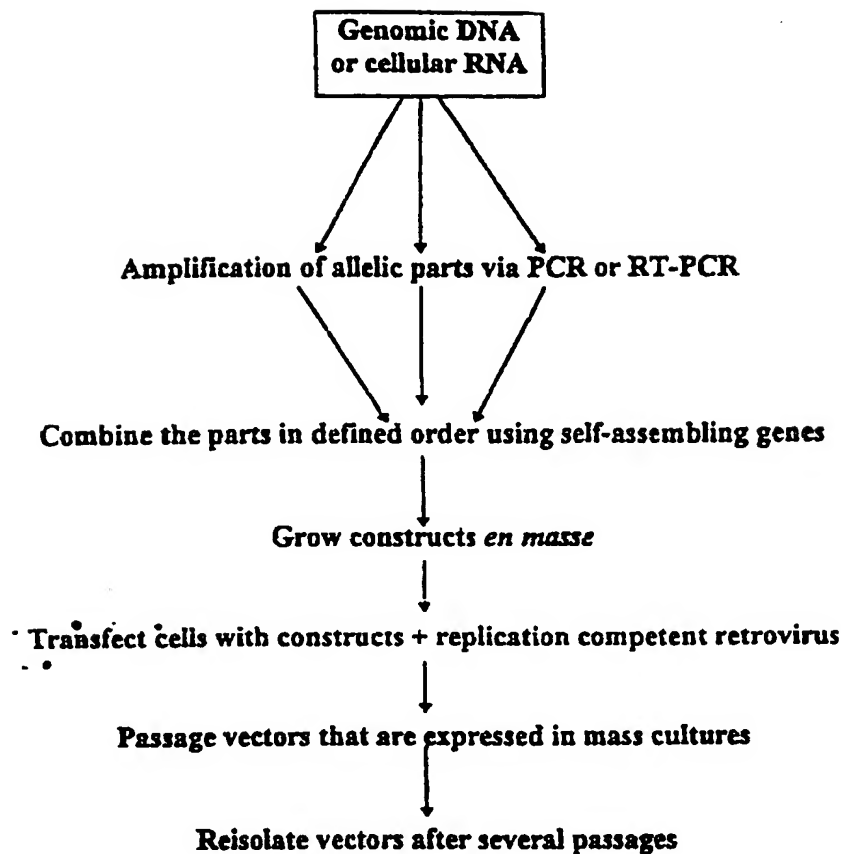 Genomic DNA
or cellular RNA
Amplification of allelic parts via PCR or RT-PCR
Combine the parts in defined order using self-assembling genes
Grow constructs en masse
Transfect cells with constructs + replication competent retrovirus
Passage vectors that are expressed in mass cultures
Reisolate vectors after several passages